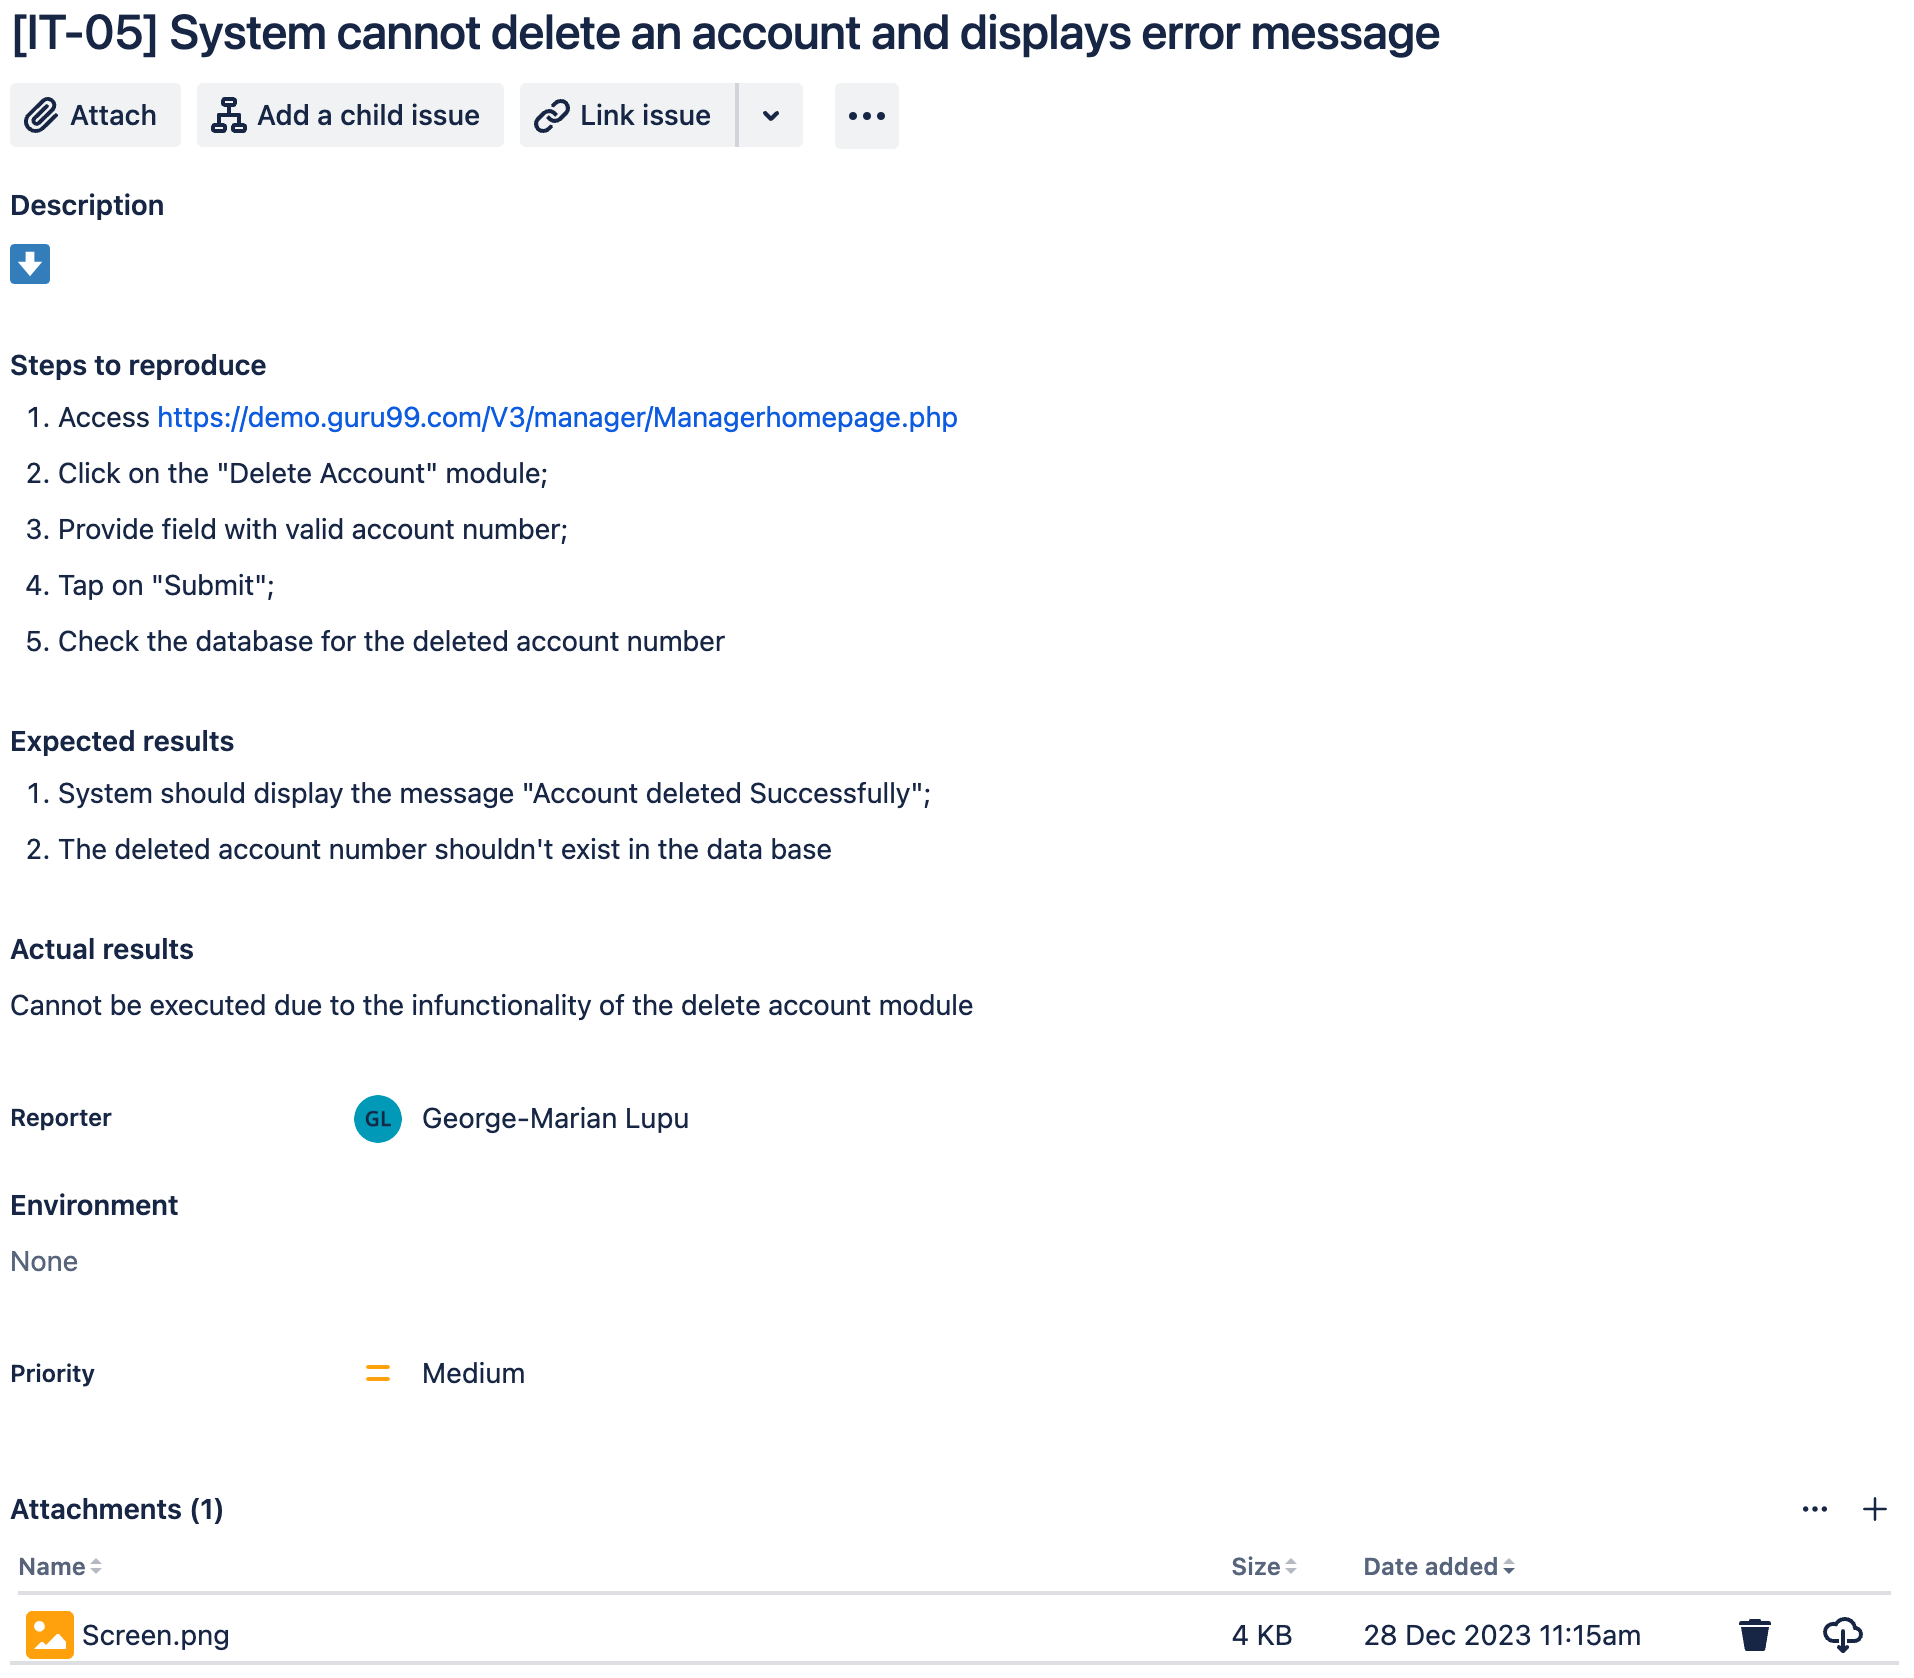 [IT-05] System cannot delete an account and displays error message
Attach Add a child issue Link issue
Description
Steps to reproduce
1. Access https://demo.guru99.com/V3/manager/Managerhomepage.php
2. Click on the "Delete Account" module;
3. Provide field with valid account number;
4. Tap on "Submit";
5. Check the database for the deleted account number
Expected results
1. System should display the message "Account deleted Successfully";
2. The deleted account number shouldn't exist in the data base
Actual results
Cannot be executed due to the infunctionality of the delete account module
Reporter GL George-Marian Lupu
Environment
None
Priority Medium
Attachments (1)
Name Size Date added
Screen.png 4 KB 28 Dec 2023 11:15am